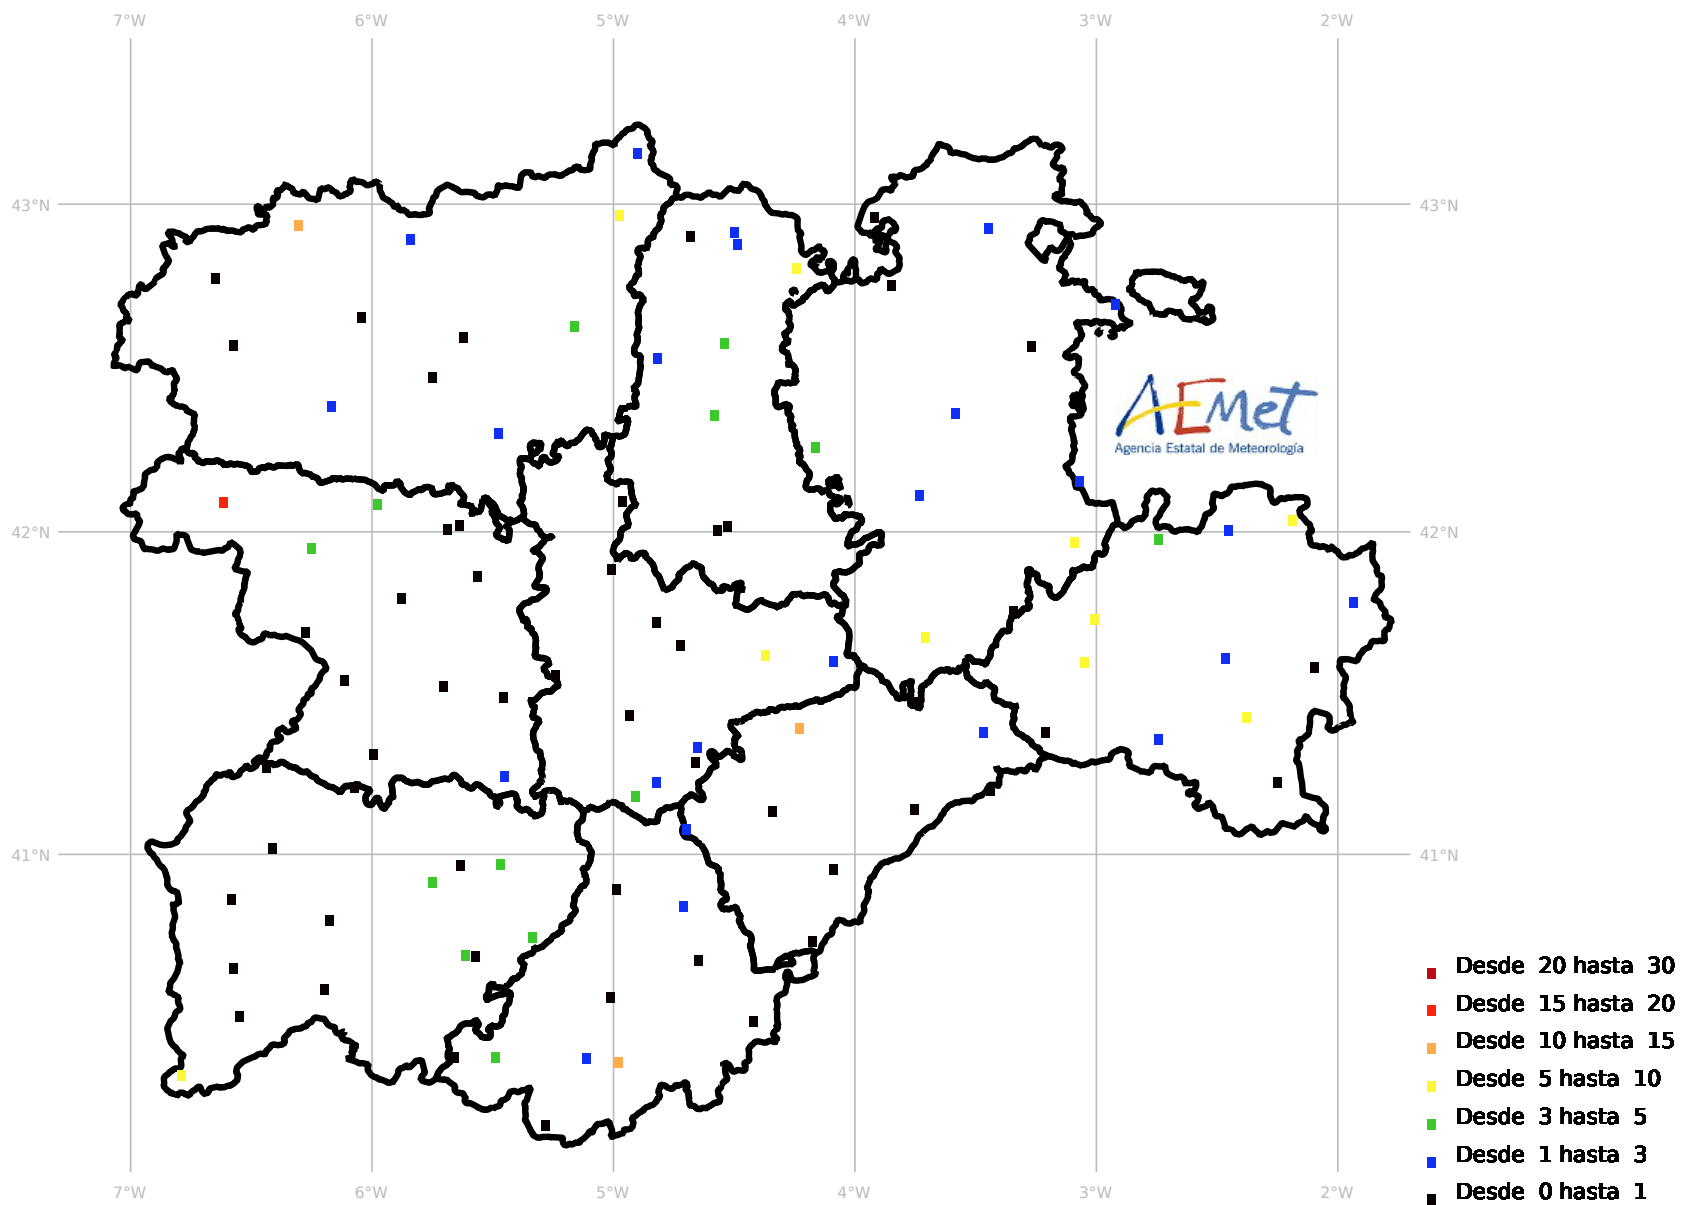 7°W 6°W 5°W 4°W 3°W 2°W
43°N 43°N
AEMet
Agencia Estatal de Meteorología
42°N 42°N
41°N 41°N
Desde 20 hasta 30
Desde 15 hasta 20
Desde 10 hasta 15
Desde 5 hasta 10
Desde 3 hasta 5
Desde 1 hasta 3
Desde 0 hasta 1
7°W 6°W 5°W 4°W 3°W 2°W